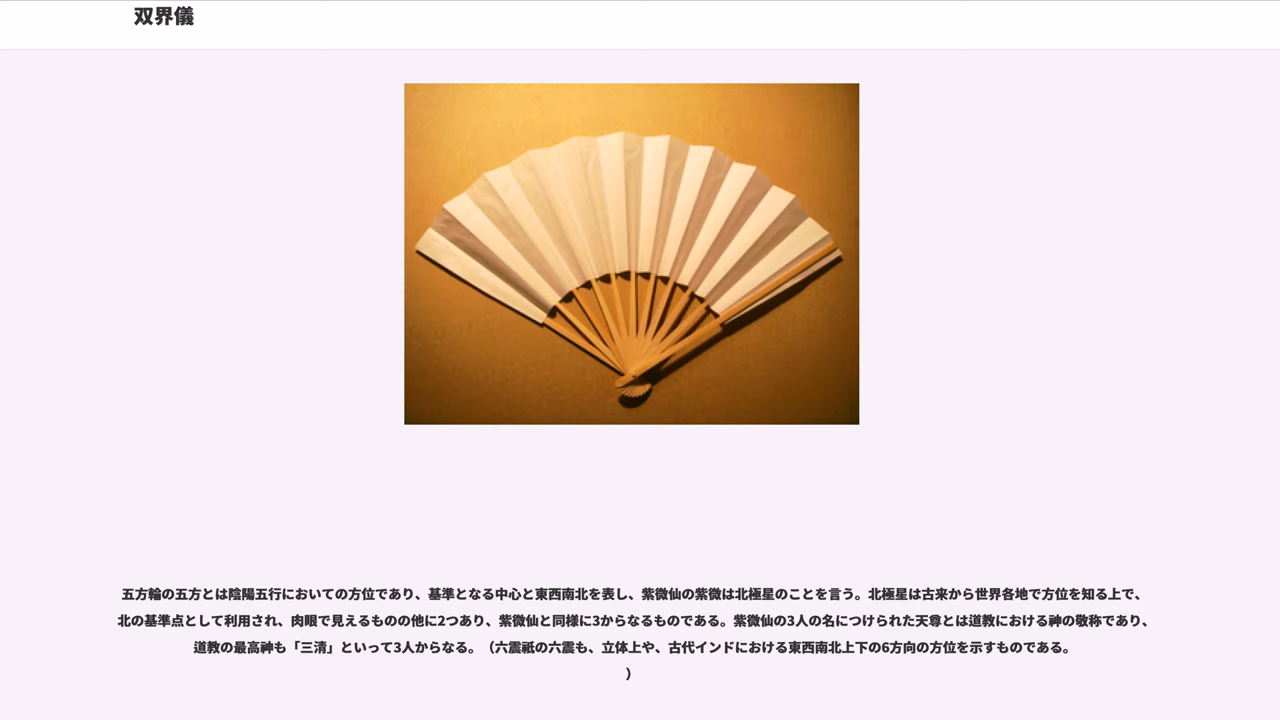 双界儀
五方輪の五方とは陰陽五行においての方位であり、基準となる中心と東西南北を表し、紫微仙の紫微は北極星のことを言う。北極星は古来から世界各地で方位を知る上で、
北の基準点として利用され、肉眼で見えるものの他に2つあり、紫微仙と同様に3からなるものである。紫微仙の3人の名につけられた天尊とは道教における神の敬称であり、
道教の最高神も「三清」といって3人からなる。（六震祇の六震も、立体上や、古代インドにおける東西南北上下の6方向の方位を示すものである。
）